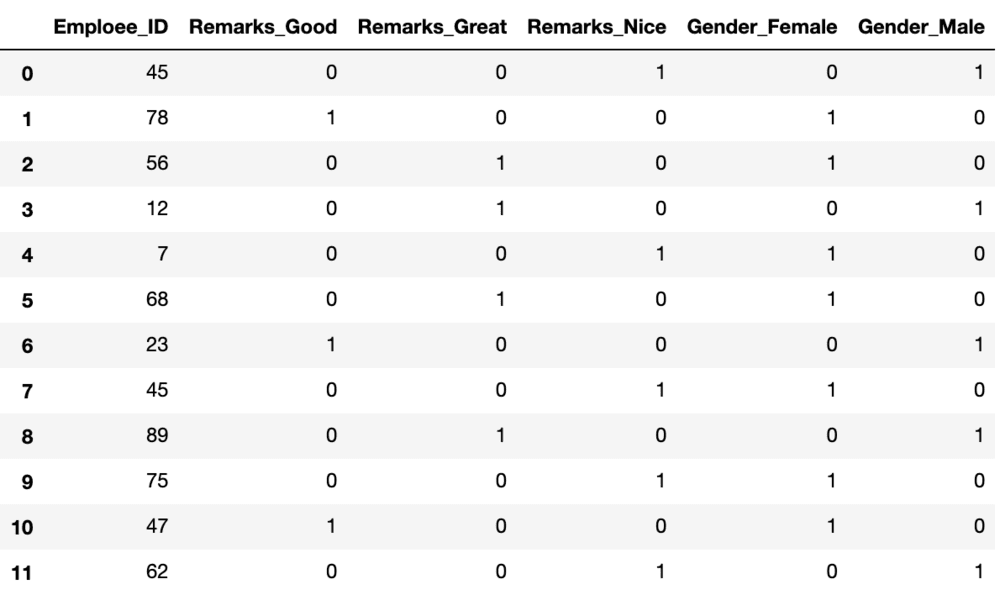 Emploee_ID Remarks_Good Remarks_Great Remarks_Nice Gender_Female Gender_Male
0 45 0 0 1 0 1
1 78 1 0 0 1 0
2 56 0 1 0 1 0
3 12 0 1 0 0 1
4 7 0 0 1 1 0
5 68 0 1 0 1 0
6 23 1 0 0 0 1
7 45 0 0 1 1 0
8 89 0 1 0 0 1
9 75 0 0 1 1 0
10 47 1 0 0 1 0
11 62 0 0 1 0 1